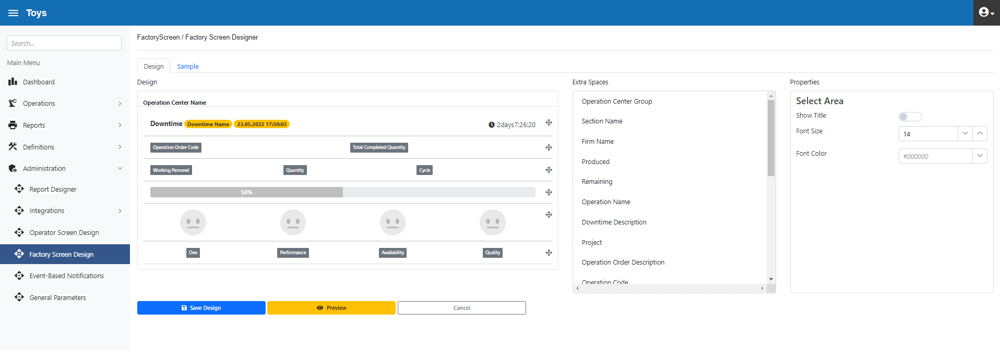 Toys
Search...
Main Menu
Dashboard
Operations
Reports
Definitions
Administration
Report Designer
Integrations
Operator Screen Design
Factory Screen Design
Event-Based Notifications
General Parameters
FactoryScreen / Factory Screen Designer
Design Sample
Design
Operation Center Name
Downtime Downtime Name 23.05.2022 17:50:03 2days7:26:20
Operation Order Code Total Completed Quantity
Working Personel Quantity Cycle
50%
Oee Performance Availability Quality
Extra Spaces
Operation Center Group
Section Name
Firm Name
Produced
Remaining
Operation Name
Downtime Description
Project
Operation Order Description
Operation Code
Properties
Select Area
Show Title
Font Size 14
Font Color #000000
Save Design Preview Cancel